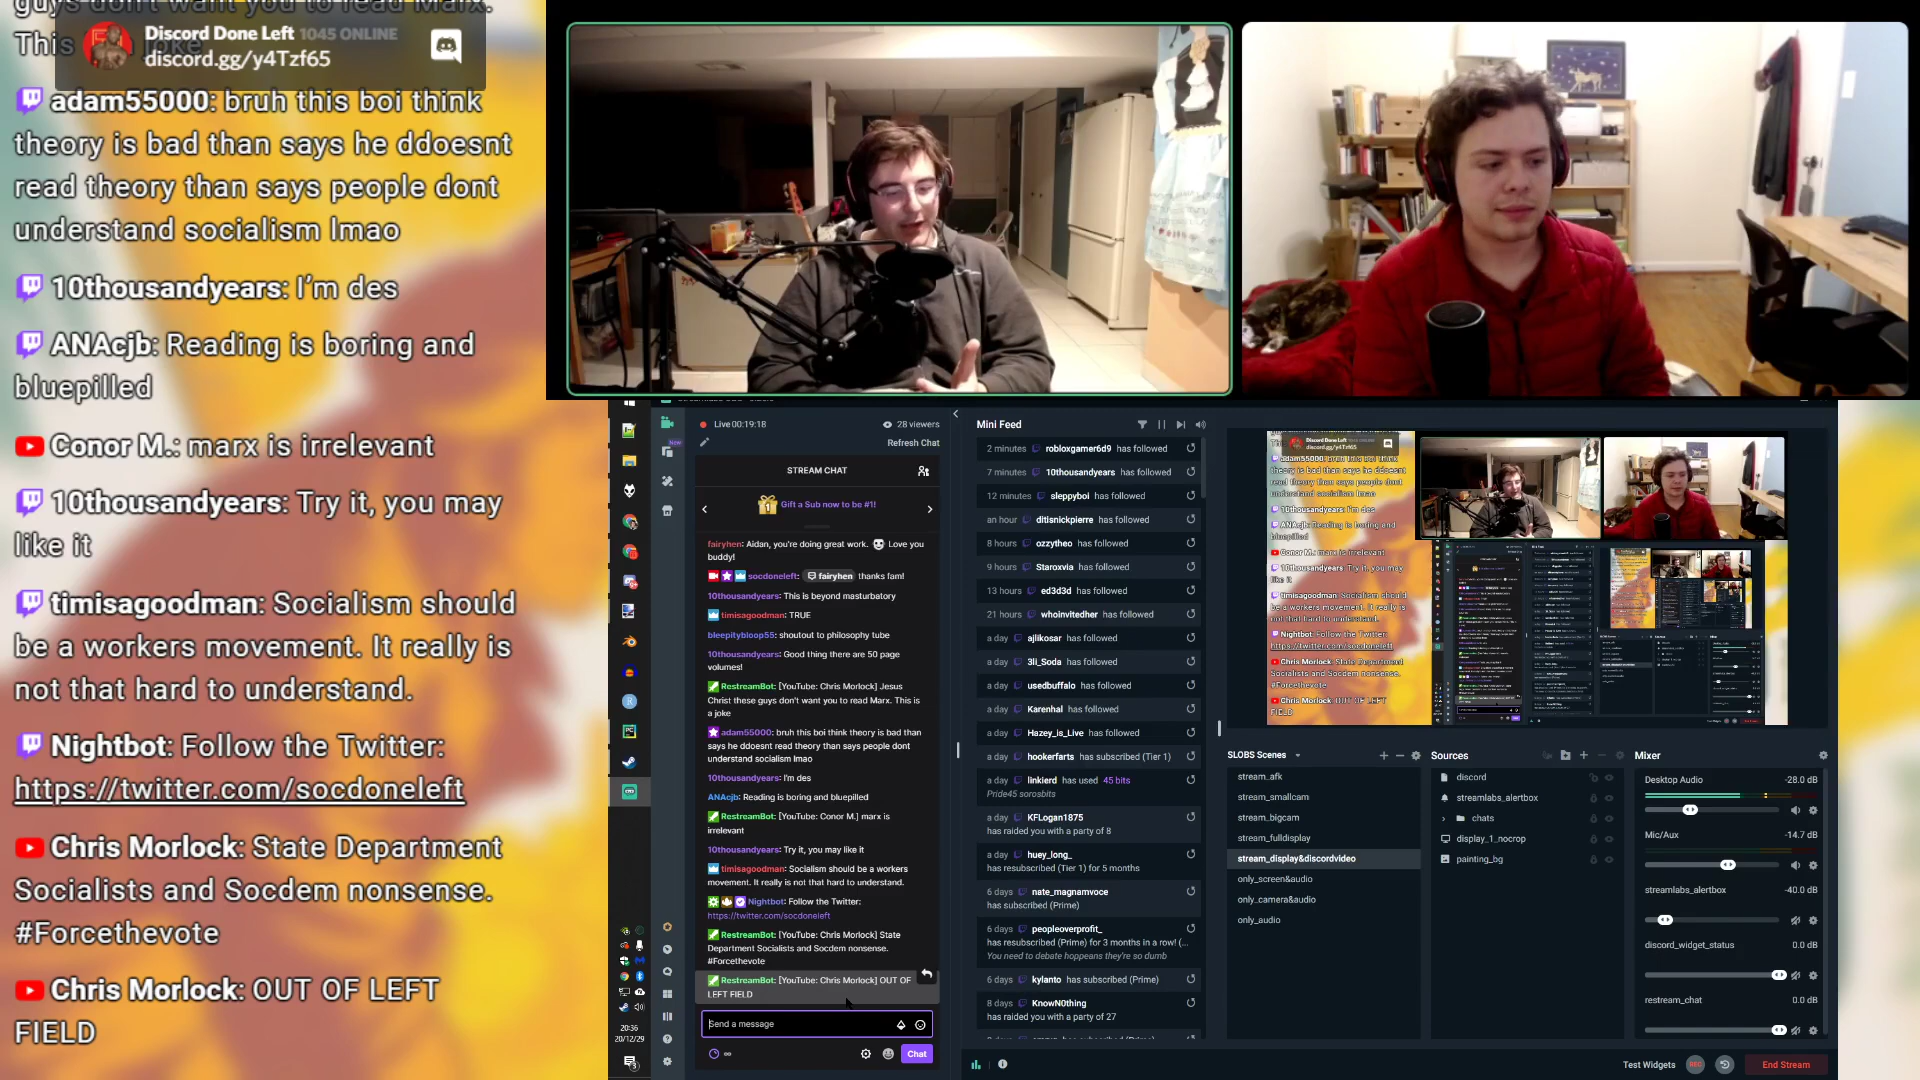 guys don't want you to read Marx.
This
joke
Discord Done Left 1045 ONLINE
discord.gg/y4Tzf65
adam55000: bruh this boi think
theory is bad than says he ddoesnt
read theory than says people dont
understand socialism lmao
10thousandyears: I'm des
ANAcjb: Reading is boring and
bluepilled
Conor M.: marx is irrelevant
10thousandyears: Try it, you may
like it
timisagoodman: Socialism should
be a workers movement. It really is
not that hard to understand.
Nightbot: Follow the Twitter:
https://twitter.com/socdoneleft
Chris Morlock: State Department
Socialists and Socdem nonsense.
#Forcethevote
Chris Morlock: OUT OF LEFT
FIELD
20:36
20/12/29
New
Live 00:19:18
28 viewers
Refresh Chat
STREAM CHAT
Gift a Sub now to be #1!
fairyhen: Aidan, you're doing great work. Love you
buddy!
socdoneleft: fairyhen thanks fam!
10thousandyears: This is beyond masturbatory
timisagoodman: TRUE
bleepitybloop55: shoutout to philosophy tube
10thousandyears: Good thing there are 50 page
volumes!
RestreamBot: [YouTube: Chris Morlock] Jesus
Christ these guys don't want you to read Marx. This is
a joke
adam55000: bruh this boi think theory is bad than
says he ddoesnt read theory than says people dont
understand socialism lmao
10thousandyears: I'm des
ANAcjb: Reading is boring and bluepilled
RestreamBot: [YouTube: Conor M.] marx is
irrelevant
10thousandyears: Try it, you may like it
timisagoodman: Socialism should be a workers
movement. It really is not that hard to understand.
Nightbot: Follow the Twitter:
https://twitter.com/socdoneleft
RestreamBot: [YouTube: Chris Morlock] State
Department Socialists and Socdem nonsense.
#Forcethevote
RestreamBot: [YouTube: Chris Morlock] OUT OF
LEFT FIELD
Send a message
Chat
Mini Feed
2 minutes robloxgamer6d9 has followed
7 minutes 10thousandyears has followed
12 minutes sleppyboi has followed
an hour ditisnickpierre has followed
8 hours ozzytheo has followed
9 hours Staroxvia has followed
13 hours ed3d3d has followed
21 hours whoinvitedher has followed
a day ajlikosar has followed
a day 3li_Soda has followed
a day usedbuffalo has followed
a day Karenhal has followed
a day Hazey_is_Live has followed
a day hookerfarts has subscribed (Tier 1)
a day linkierd has used 45 bits
Pride45 sorosbits
a day KFLogan1875
has raided you with a party of 8
a day huey_long_
has resubscribed (Tier 1) for 5 months
6 days nate_magnamvoce
has subscribed (Prime)
6 days peopleoverprofit_
has resubscribed (Prime) for 3 months in a row! (...
You need to debate hoppeans they're so dumb
6 days kylanto has subscribed (Prime)
8 days KnowN0thing
has raided you with a party of 27
SLOBS Scenes
stream_afk
stream_smallcam
stream_bigcam
stream_fulldisplay
stream_display&discordvideo
only_screen&audio
only_camera&audio
only_audio
Sources
discord
streamlabs_alertbox
chats
display_1_nocrop
painting_bg
Mixer
Desktop Audio -28.0 dB
Mic/Aux -14.7 dB
streamlabs_alertbox -40.0 dB
discord_widget_status 0.0 dB
restream_chat 0.0 dB
Test Widgets
REC
End Stream